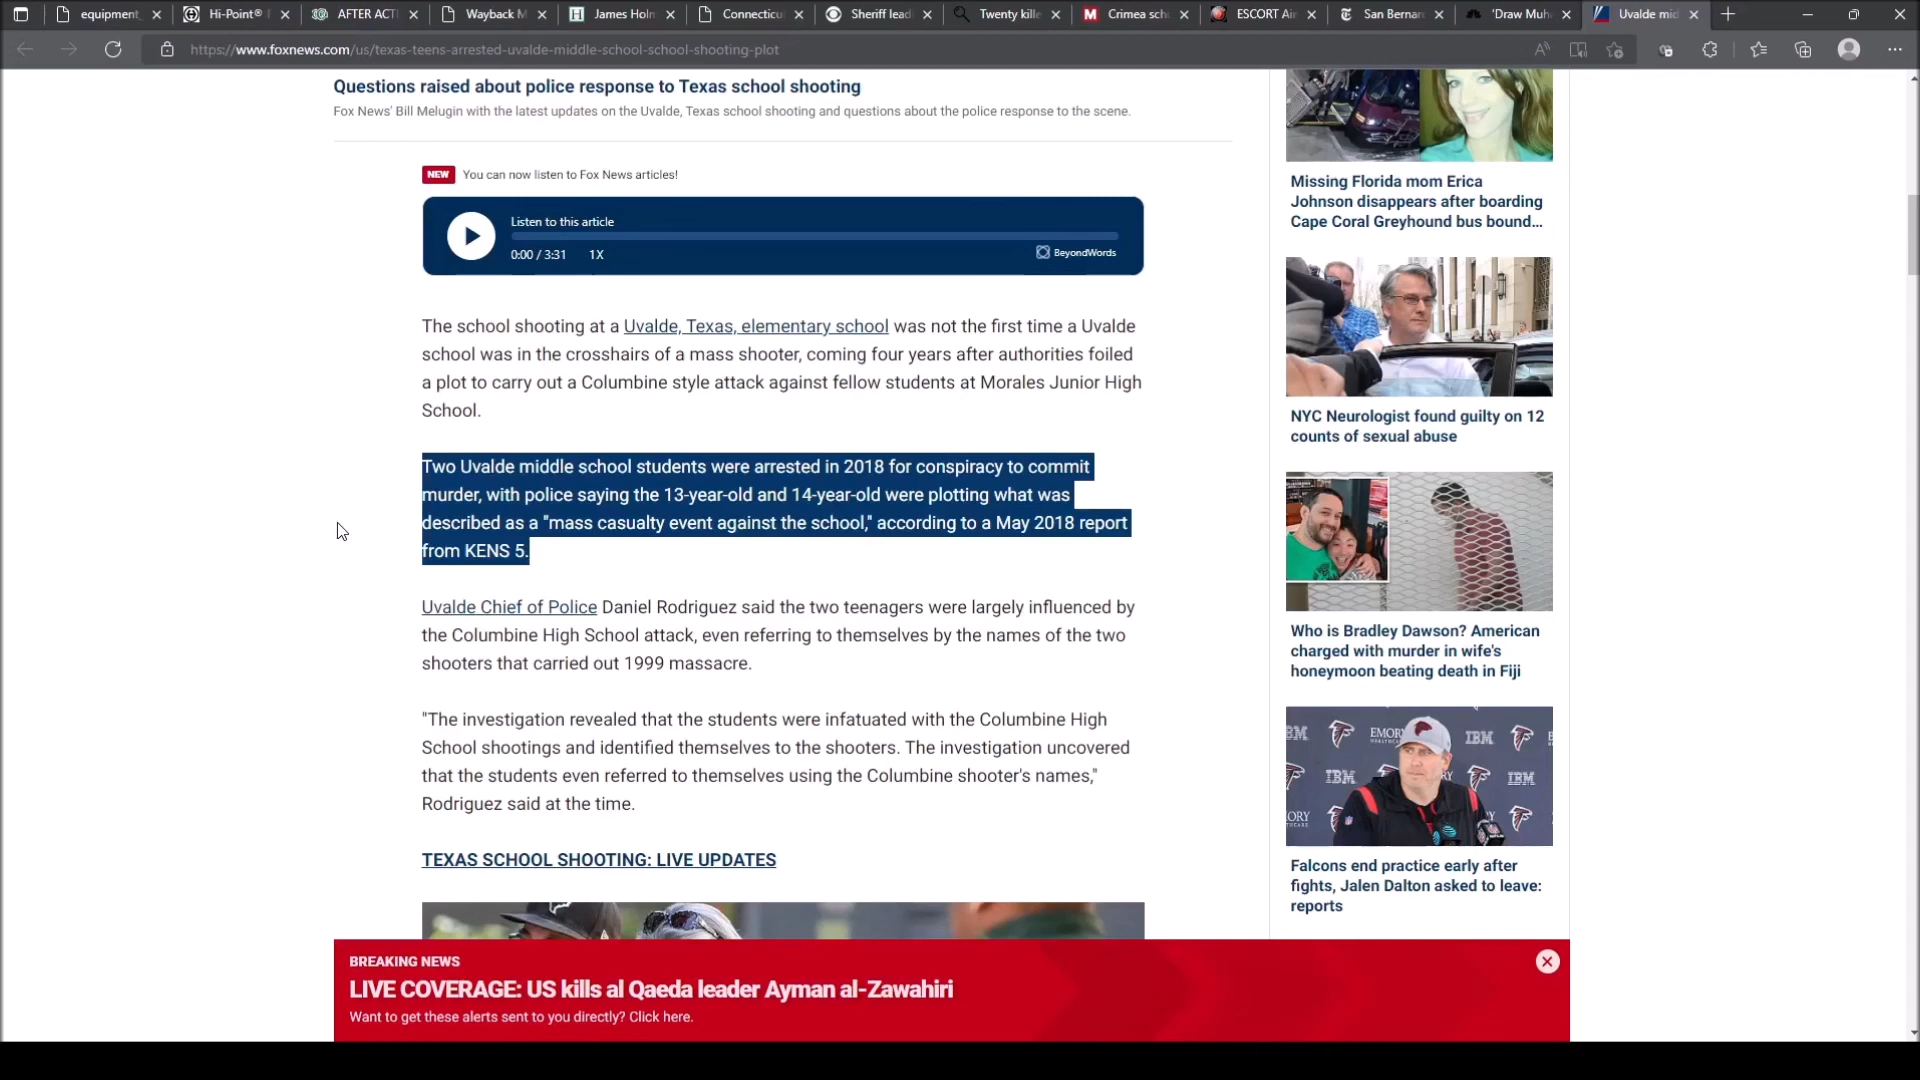 equipment_
Hi-Point®
AFTER ACTI
Wayback M
James Holm
Connecticu
Sheriff lead
Twenty kille
Crimea scho
ESCORT Air
San Bernar
'Draw Muh
Uvalde mid
https://www.foxnews.com/us/texas-teens-arrested-uvalde-middle-school-school-shooting-plot
Questions raised about police response to Texas school shooting
Fox News' Bill Melugin with the latest updates on the Uvalde, Texas school shooting and questions about the police response to the scene.
NEW You can now listen to Fox News articles!
Listen to this article
0:00 / 3:31 1X
BeyondWords
The school shooting at a Uvalde, Texas, elementary school was not the first time a Uvalde
school was in the crosshairs of a mass shooter, coming four years after authorities foiled
a plot to carry out a Columbine style attack against fellow students at Morales Junior High
School.
Two Uvalde middle school students were arrested in 2018 for conspiracy to commit
murder, with police saying the 13-year-old and 14-year-old were plotting what was
described as a "mass casualty event against the school," according to a May 2018 report
from KENS 5.
Uvalde Chief of Police Daniel Rodriguez said the two teenagers were largely influenced by
the Columbine High School attack, even referring to themselves by the names of the two
shooters that carried out 1999 massacre.
"The investigation revealed that the students were infatuated with the Columbine High
School shootings and identified themselves to the shooters. The investigation uncovered
that the students even referred to themselves using the Columbine shooter's names,"
Rodriguez said at the time.
TEXAS SCHOOL SHOOTING: LIVE UPDATES
Missing Florida mom Erica
Johnson disappears after boarding
Cape Coral Greyhound bus bound...
NYC Neurologist found guilty on 12
counts of sexual abuse
Who is Bradley Dawson? American
charged with murder in wife's
honeymoon beating death in Fiji
EMORY
IBM
IBM
IBM
Falcons end practice early after
fights, Jalen Dalton asked to leave:
reports
BREAKING NEWS
LIVE COVERAGE: US kills al Qaeda leader Ayman al-Zawahiri
Want to get these alerts sent to you directly? Click here.